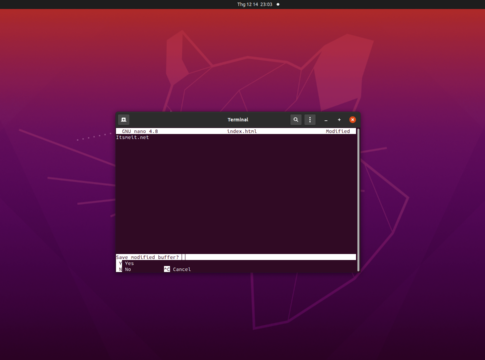 Thg 12 14 23:03
Terminal
GNU nano 4.8 index.html Modified
Itsmeit.net
Save modified buffer?
Y Yes
N No ^C Cancel